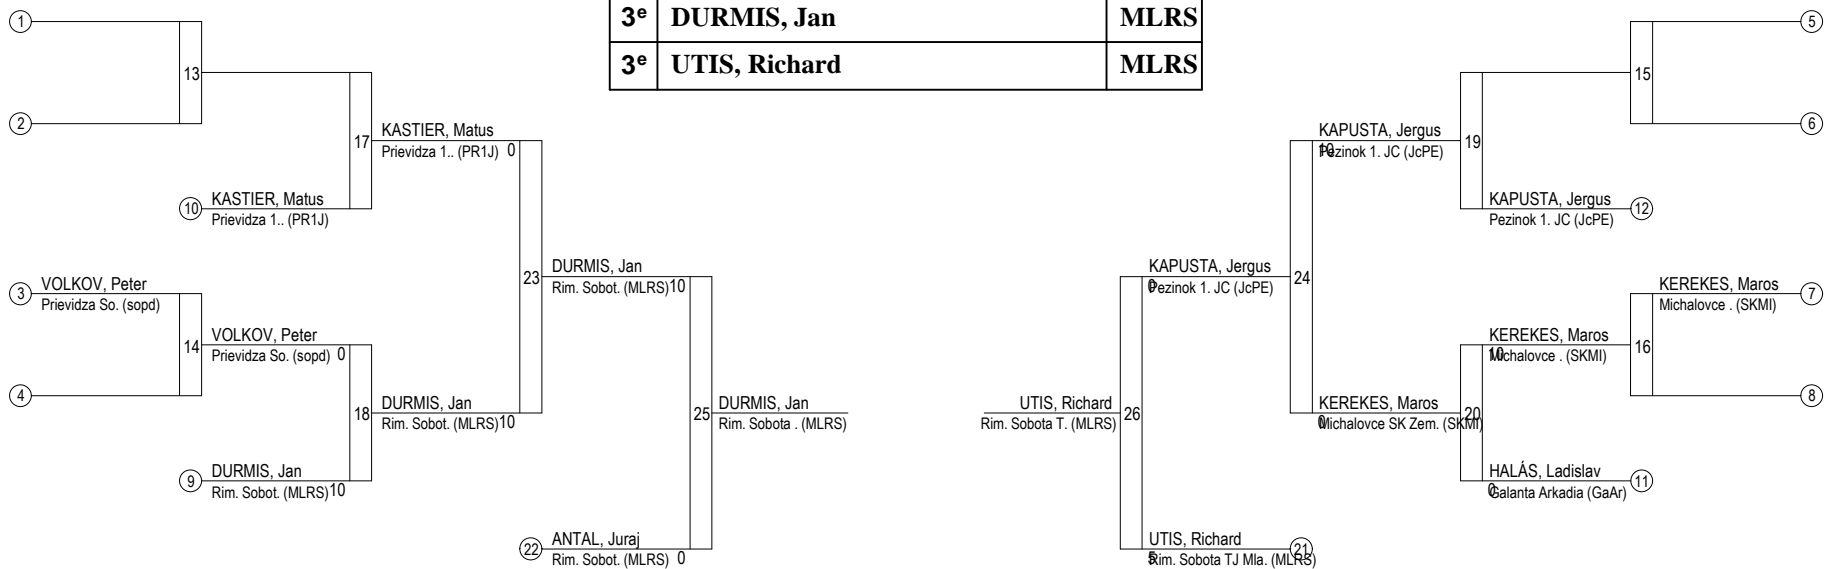 3e DURMIS, Jan MLRS
3e UTIS, Richard MLRS
1
13
2
17
KASTIER, Matus
Prievidza 1.. (PR1J) 0
10 KASTIER, Matus
Prievidza 1.. (PR1J)
23
3 VOLKOV, Peter
Prievidza So. (sopd)
14
VOLKOV, Peter
Prievidza So. (sopd) 0
4
18
DURMIS, Jan
Rim. Sobot. (MLRS) 10
9 DURMIS, Jan
Rim. Sobot. (MLRS) 10
DURMIS, Jan
Rim. Sobot. (MLRS) 10
25
DURMIS, Jan
Rim. Sobota . (MLRS)
22 ANTAL, Juraj
Rim. Sobot. (MLRS) 0
5
15
6
19
KAPUSTA, Jergus
10
Pezinok 1. JC (JcPE)
KAPUSTA, Jergus 12
Pezinok 1. JC (JcPE)
24
KAPUSTA, Jergus
0
Pezinok 1. JC (JcPE)
KEREKES, Maros 7
Michalovce . (SKMI)
16
KEREKES, Maros
10
Michalovce . (SKMI)
8
20
KEREKES, Maros
0
Michalovce SK Zem. (SKMI)
HALÁS, Ladislav 11
0
Galanta Arkadia (GaAr)
26
UTIS, Richard
Rim. Sobota T. (MLRS)
UTIS, Richard 21
5
Rim. Sobota TJ Mla. (MLRS)